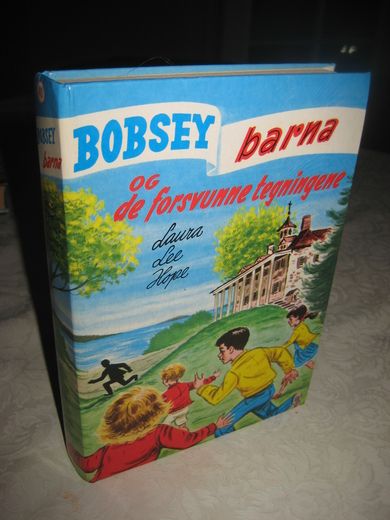 BOBSEY barna
OG
de forsvunne tegningene
Laura
Lee
Hope
BOBSEY
barna